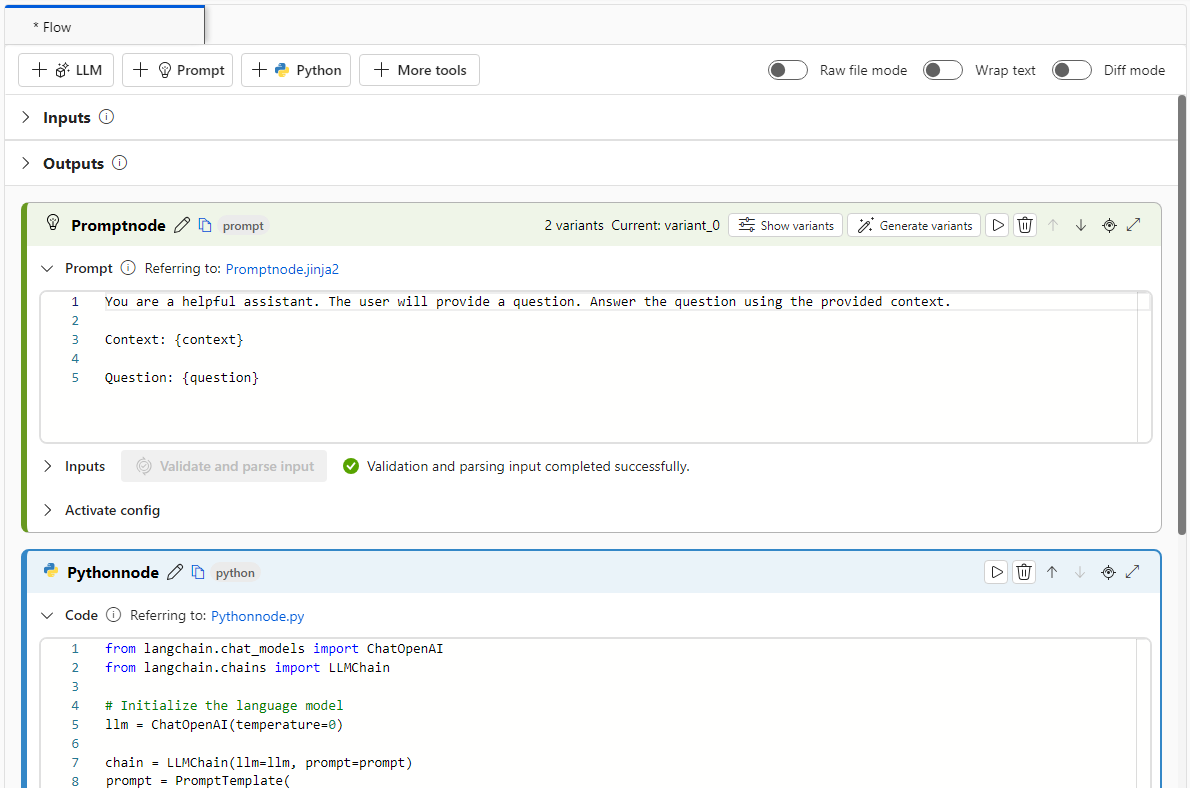 * Flow
LLM Prompt Python More tools Raw file mode Wrap text Diff mode
Inputs
Outputs
Promptnode prompt 2 variants Current: variant_0 Show variants Generate variants
Prompt Referring to: Promptnode.jinja2
1 You are a helpful assistant. The user will provide a question. Answer the question using the provided context.
2
3 Context: {context}
4
5 Question: {question}
Inputs Validate and parse input Validation and parsing input completed successfully.
Activate config
Pythonnode python
Code Referring to: Pythonnode.py
1 from langchain.chat_models import ChatOpenAI
2 from langchain.chains import LLMChain
3
4 # Initialize the language model
5 llm = ChatOpenAI(temperature=0)
6
7 chain = LLMChain(llm=llm, prompt=prompt)
8 prompt = PromptTemplate(